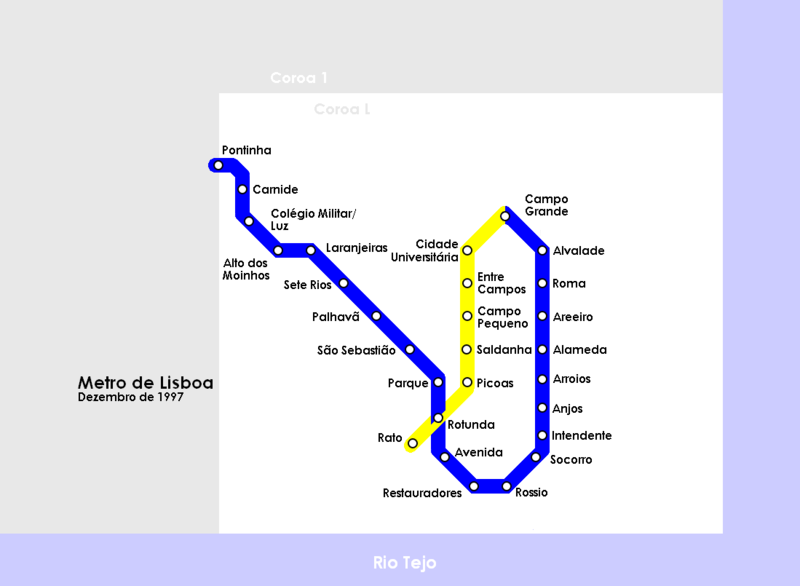 Coroa 1
Coroa L
Pontinha
Carnide
Colégio Militar/
Luz
Alto dos
Moinhos
Laranjeiras
Sete Rios
Palhavã
São Sebastião
Parque
Rotunda
Rato
Avenida
Restauradores
Rossio
Socorro
Intendente
Anjos
Arroios
Alameda
Areeiro
Roma
Alvalade
Campo
Grande
Cidade
Universitária
Entre
Campos
Campo
Pequeno
Saldanha
Picoas
Metro de Lisboa
Dezembro de 1997
Rio Tejo